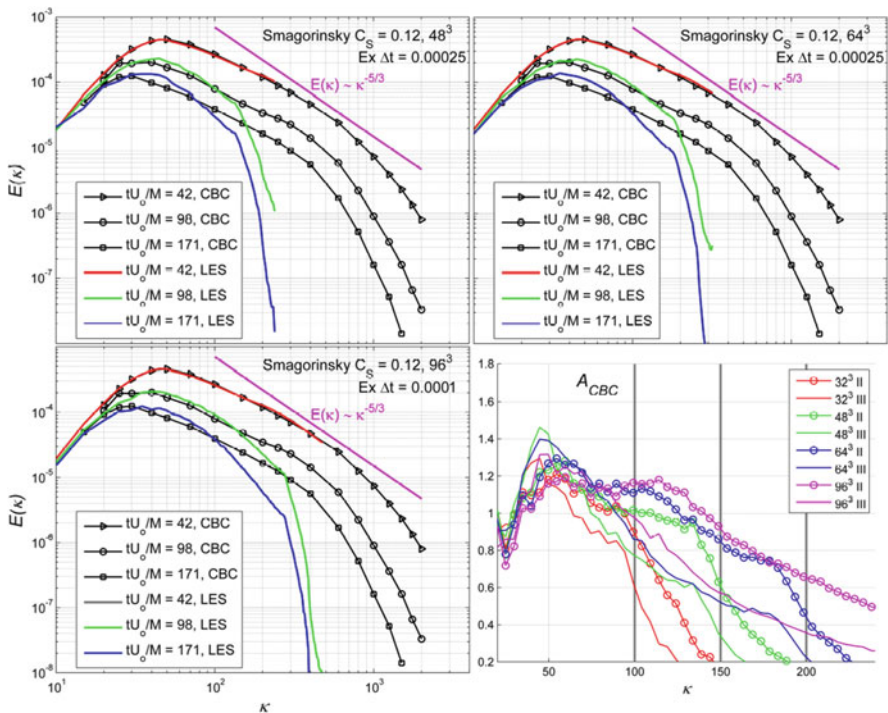 10⁻³
10⁻⁴
10⁻⁵
10⁻⁶
10⁻⁷
E(κ)
Smagorinsky C_S = 0.12, 48³
Ex Δt = 0.00025
E(κ) ~ κ^-5/3
tU_o/M = 42, CBC
tU_o/M = 98, CBC
tU_o/M = 171, CBC
tU_o/M = 42, LES
tU_o/M = 98, LES
tU_o/M = 171, LES
Smagorinsky C_S = 0.12, 64³
Ex Δt = 0.00025
E(κ) ~ κ^-5/3
tU_o/M = 42, CBC
tU_o/M = 98, CBC
tU_o/M = 171, CBC
tU_o/M = 42, LES
tU_o/M = 98, LES
tU_o/M = 171, LES
10⁻⁴
10⁻⁵
10⁻⁶
10⁻⁷
10⁻⁸
E(κ)
Smagorinsky C_S = 0.12, 96³
Ex Δt = 0.0001
E(κ) ~ κ^-5/3
tU_o/M = 42, CBC
tU_o/M = 98, CBC
tU_o/M = 171, CBC
tU_o/M = 42, LES
tU_o/M = 98, LES
tU_o/M = 171, LES
10¹ 10² 10³
κ
1.8
1.6
1.4
1.2
1
0.8
0.6
0.4
0.2
A_CBC
32³ II
32³ III
48³ II
48³ III
64³ II
64³ III
96³ II
96³ III
50 100 150 200
κ